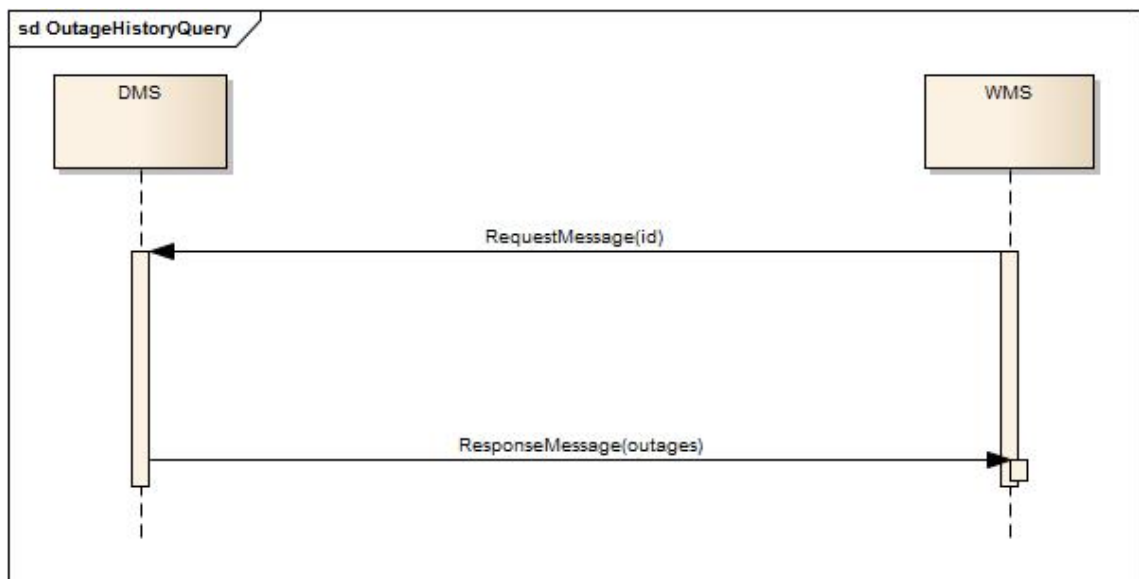 sd OutageHistoryQuery
DMS
WMS
RequestMessage(id)
ResponseMessage(outages)